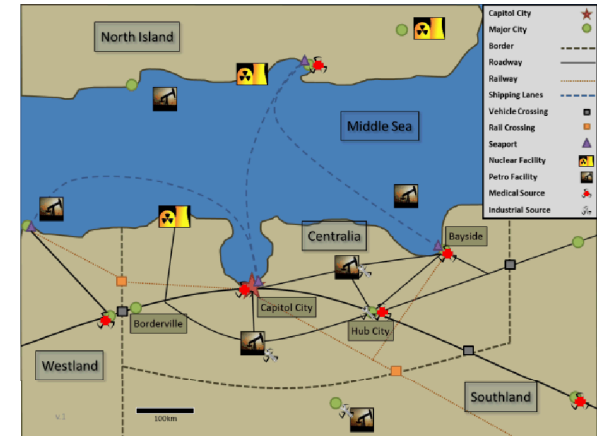 North Island
Middle Sea
Capitol City
Major City
Border
Roadway
Railway
Shipping Lanes
Vehicle Crossing
Rail Crossing
Seaport
Nuclear Facility
Petro Facility
Medical Source
Industrial Source
Centralia
Bayside
Capitol City
Borderville
Hub City
Westland
Southland
100km